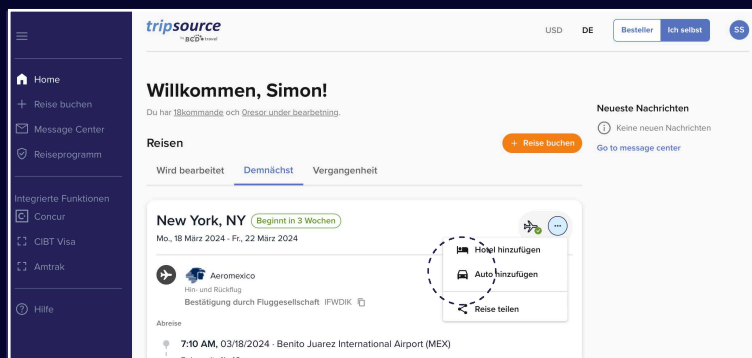 tripsource
by BCD travel
USD
DE
Besteller
Ich selbst
SS
Home
Reise buchen
Message Center
Reiseprogramm
Integrierte Funktionen
Concur
CIBT Visa
Amtrak
Hilfe
Willkommen, Simon!
Du har 18kommande och 0resor under bearbetning.
Reisen
+ Reise buchen
Wird bearbeitet
Demnächst
Vergangenheit
New York, NY
Beginnt in 3 Wochen
Mo., 18 März 2024 - Fr., 22 März 2024
Hotel hinzufügen
Auto hinzufügen
Reise teilen
Aeromexico
Hin- und Rückflug
Bestätigung durch Fluggesellschaft IFWDIK
Abreise
7:10 AM, 03/18/2024 · Benito Juarez International Airport (MEX)
Neueste Nachrichten
Keine neuen Nachrichten
Go to message center